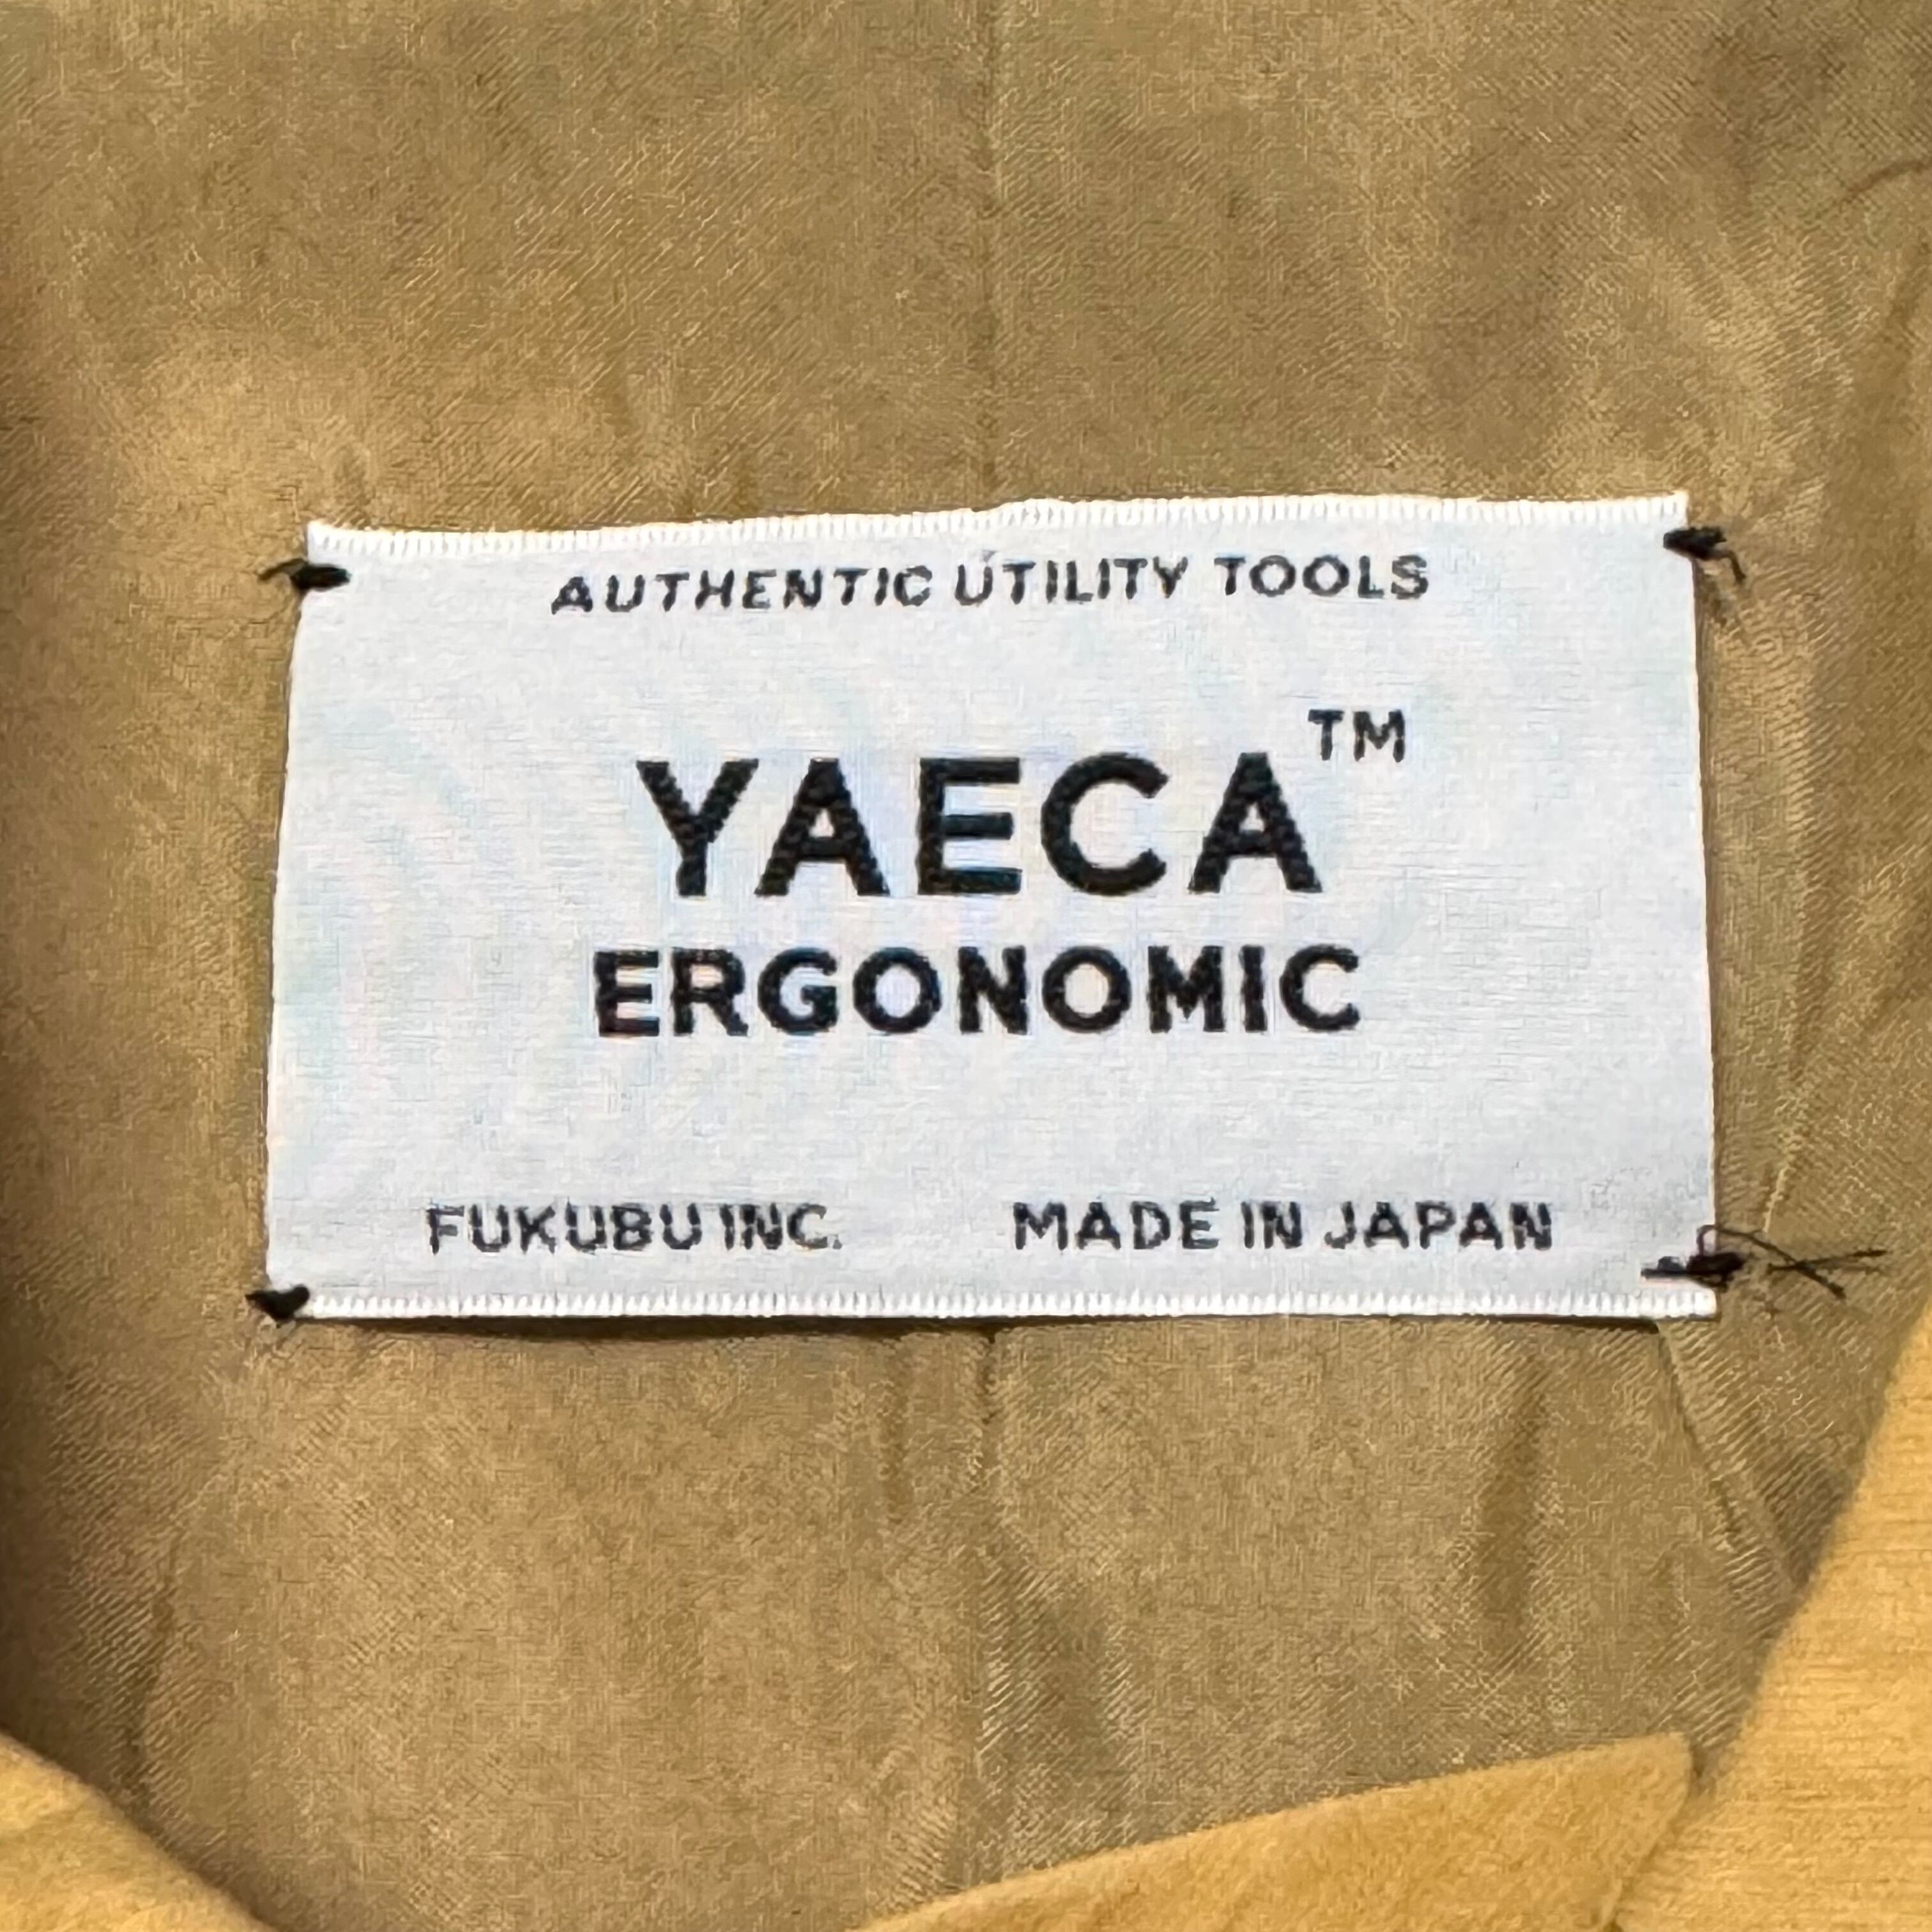 AUTHENTIC UTILITY TOOLS
YAECA™
ERGONOMIC
FUKUBU INC. MADE IN JAPAN